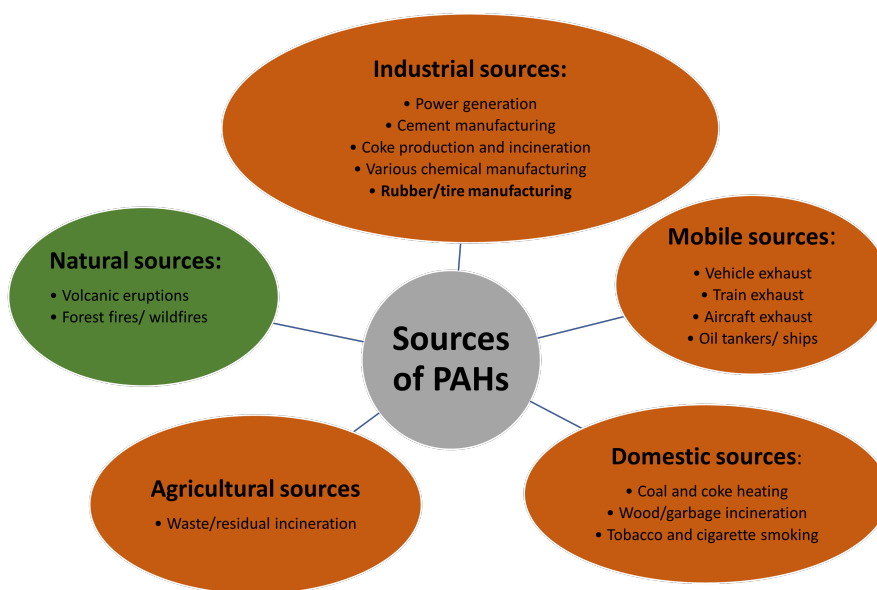 Industrial sources:
• Power generation
• Cement manufacturing
• Coke production and incineration
• Various chemical manufacturing
• Rubber/tire manufacturing
Mobile sources:
• Vehicle exhaust
• Train exhaust
• Aircraft exhaust
• Oil tankers/ ships
Natural sources:
• Volcanic eruptions
• Forest fires/ wildfires
Sources
of PAHs
Domestic sources:
• Coal and coke heating
• Wood/garbage incineration
• Tobacco and cigarette smoking
Agricultural sources
• Waste/residual incineration